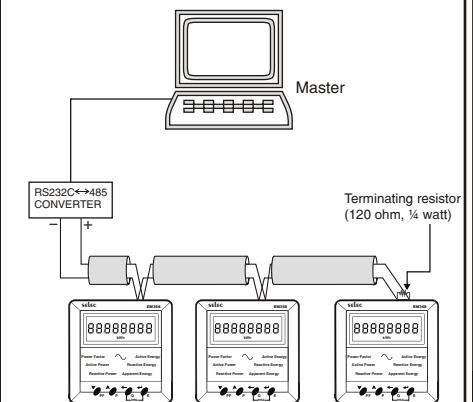 Master
RS232C↔485
CONVERTER
− +
Terminating resistor
(120 ohm, ¼ watt)
selec EM368
88888888
kWh
Power Factor Active Energy
Active Power Reactive Energy
Reactive Power Apparent Energy
PF P Q E
selec EM368
88888888
kWh
Power Factor Active Energy
Active Power Reactive Energy
Reactive Power Apparent Energy
PF P Q E
selec EM368
88888888
kWh
Power Factor Active Energy
Active Power Reactive Energy
Reactive Power Apparent Energy
PF P Q E